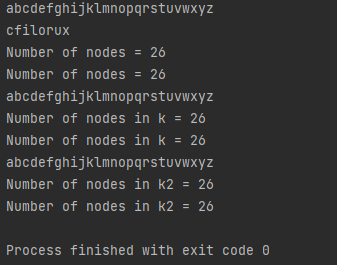 abcdefghijklmnopqrstuvwxyz
cfilorux
Number of nodes = 26
Number of nodes = 26
abcdefghijklmnopqrstuvwxyz
Number of nodes in k = 26
Number of nodes in k = 26
abcdefghijklmnopqrstuvwxyz
Number of nodes in k2 = 26
Number of nodes in k2 = 26
Process finished with exit code 0